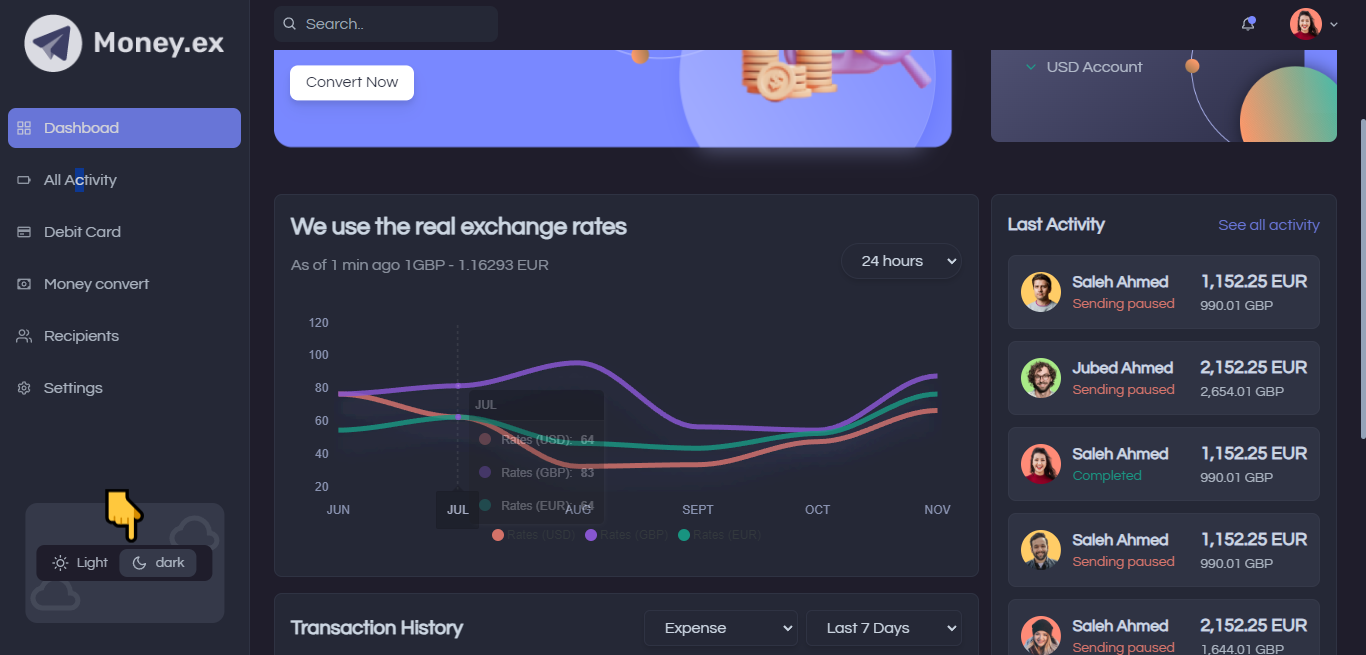 Money.ex
Search..
Dashboad
All Activity
Debit Card
Money convert
Recipients
Settings
Light
dark
Convert Now
USD Account
We use the real exchange rates
As of 1 min ago 1GBP - 1.16293 EUR
24 hours
120
100
80
60
40
20
JUN
JUL
AUG
SEPT
OCT
NOV
JUL
Rates (USD): 64
Rates (GBP): 83
Rates (EUR): 64
Rates (USD) Rates (GBP) Rates (EUR)
Transaction History
Expense
Last 7 Days
Last Activity
See all activity
Saleh Ahmed 1,152.25 EUR
Sending paused 990.01 GBP
Jubed Ahmed 2,152.25 EUR
Sending paused 2,654.01 GBP
Saleh Ahmed 1,152.25 EUR
Completed 990.01 GBP
Saleh Ahmed 1,152.25 EUR
Sending paused 990.01 GBP
Saleh Ahmed 2,152.25 EUR
Sending paused 1,644.01 GBP